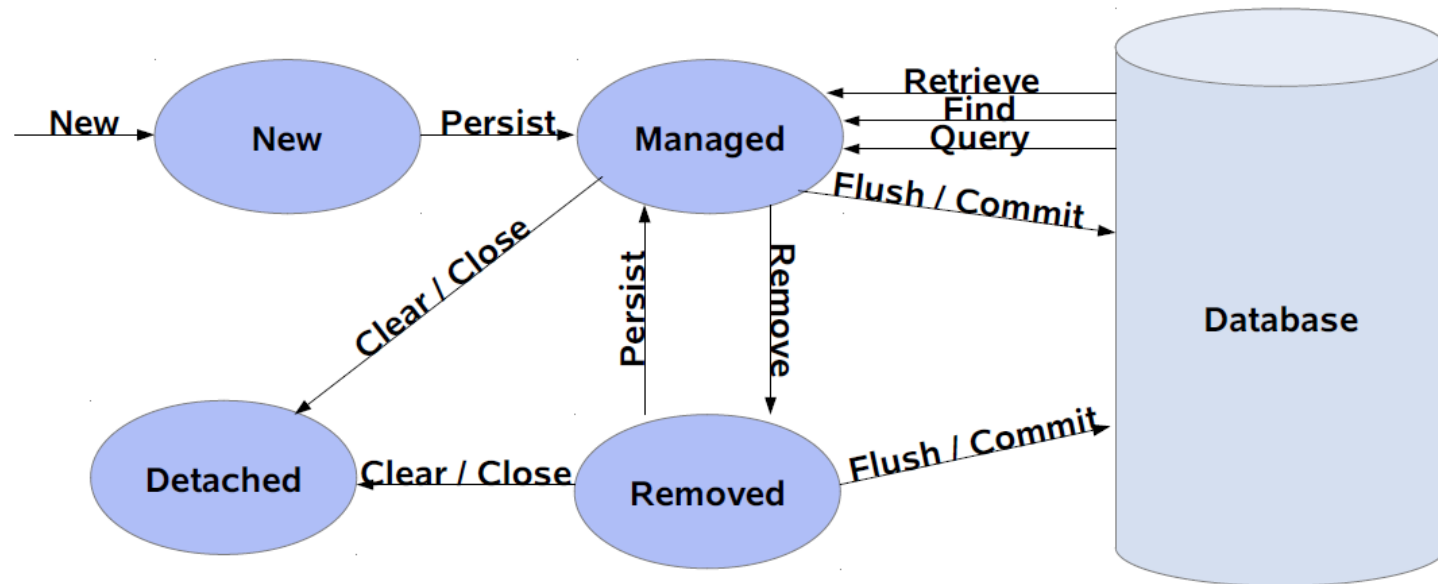 New
New
Persist
Managed
Retrieve
Find
Query
Flush / Commit
Clear / Close
Persist
Remove
Database
Detached
Clear / Close
Removed
Flush / Commit